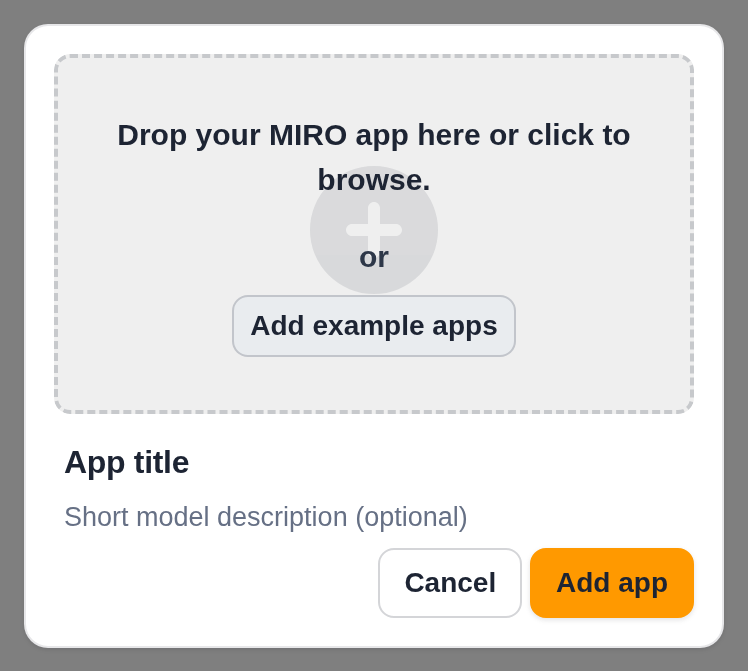 Drop your MIRO app here or click to
browse.
or
Add example apps
App title
Short model description (optional)
Cancel
Add app